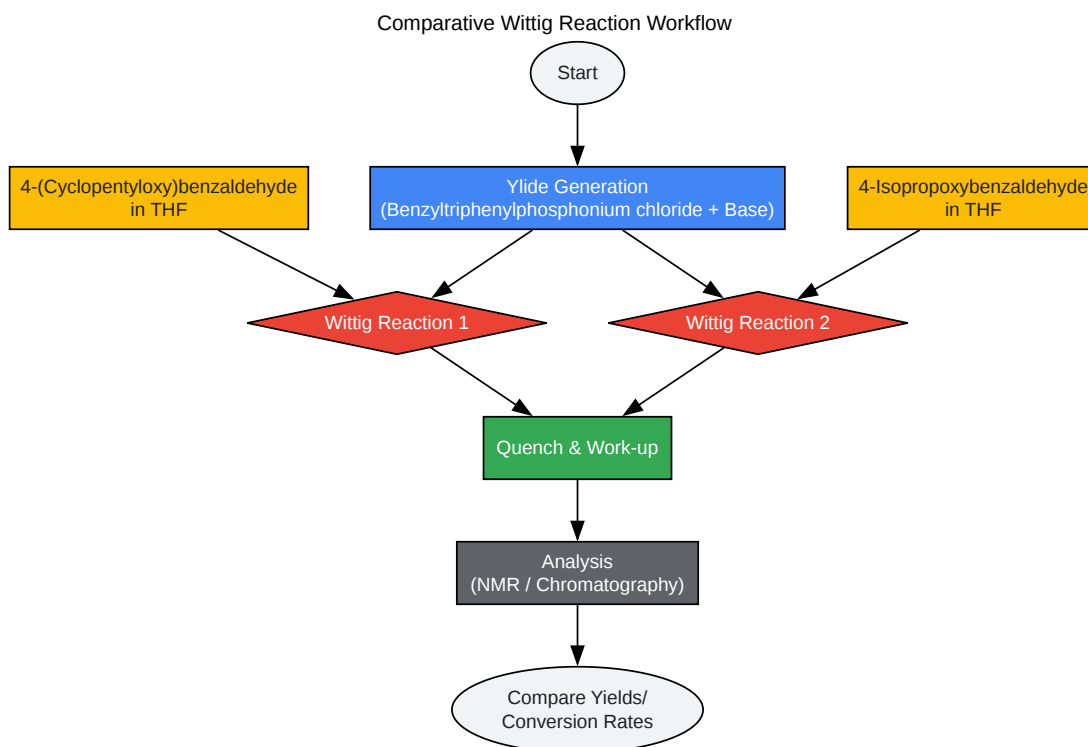 Comparative Wittig Reaction Workflow
Start
4-(Cyclopentyloxy)benzaldehyde
in THF
Ylide Generation
(Benzyltriphenylphosphonium chloride + Base)
4-Isopropoxybenzaldehyde
in THF
Wittig Reaction 1
Wittig Reaction 2
Quench & Work-up
Analysis
(NMR / Chromatography)
Compare Yields/
Conversion Rates